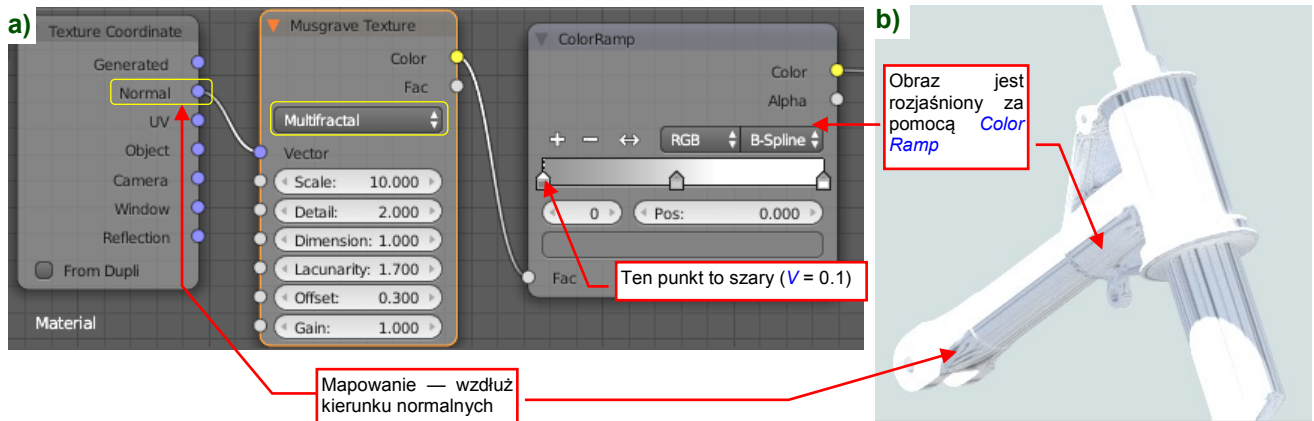 a)
Texture Coordinate
Generated
Normal
UV
Object
Camera
Window
Reflection
From Dupli
Material
Musgrave Texture
Color
Fac
Multifractal
Vector
Scale: 10.000
Detail: 2.000
Dimension: 1.000
Lacunarity: 1.700
Offset: 0.300
Gain: 1.000
ColorRamp
Color
Alpha
RGB B-Spline
0 Pos: 0.000
Fac
Ten punkt to szary (V = 0.1)
Mapowanie — wzdłuż
kierunku normalnych
b)
Obraz jest
rozjaśniony za
pomocą Color
Ramp